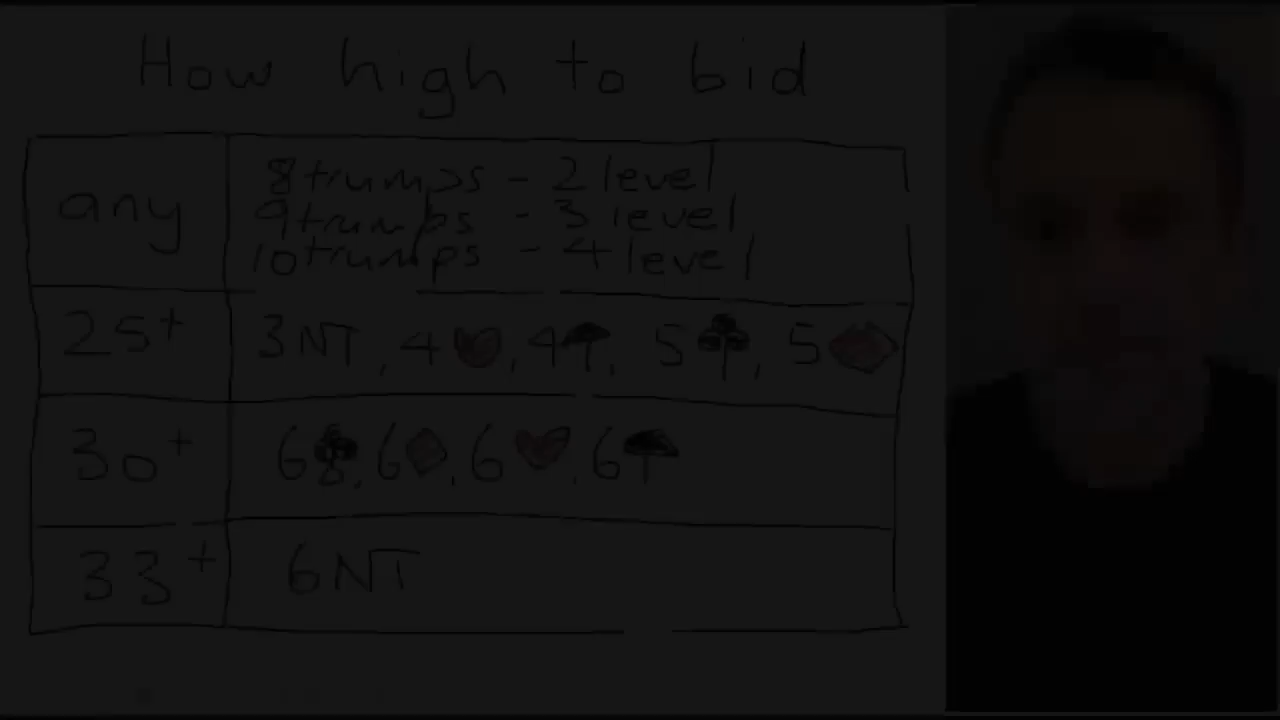 How high to bid
any
8 trumps - 2 level
9 trumps - 3 level
10 trumps - 4 level
25+
3NT, 4♥, 4♠, 5♣, 5♦
30+
6♣, 6♦, 6♥, 6♠
33+
6NT